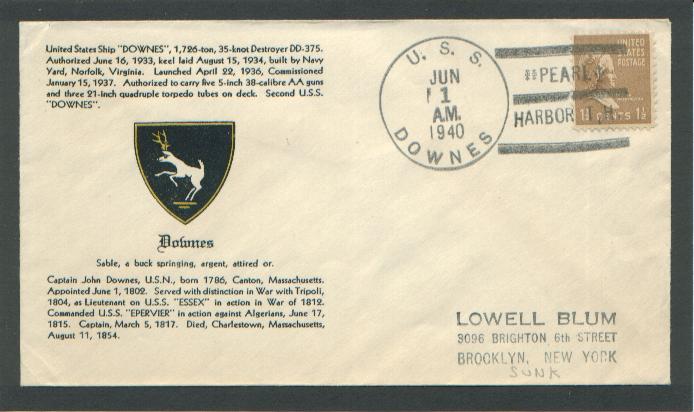 United States Ship "DOWNES", 1,726-ton, 35-knot Destroyer DD-375.
Authorized June 16, 1933, keel laid August 15, 1934, built by Navy
Yard, Norfolk, Virginia. Launched April 22, 1936, Commissioned
January 15, 1937. Authorized to carry five 5-inch 38-calibre AA guns
and three 21-inch quadruple torpedo tubes on deck. Second U.S.S.
"DOWNES".
Downes
Sable, a buck springing, argent, attired or.
Captain John Downes, U.S.N., born 1786, Canton, Massachusetts.
Appointed June 1, 1802. Served with distinction in War with Tripoli,
1804, as Lieutenant on U.S.S. "ESSEX" in action in War of 1812.
Commanded U.S.S. "EPERVIER" in action against Algerians, June 17,
1815. Captain, March 5, 1817. Died, Charlestown, Massachusetts,
August 11, 1854.
U. S. S.
JUN
1
A.M.
1940
DOWNES
PEARL
HARBOR T.H.
UNITED
STATES
POSTAGE
1½ CENTS 1½
LOWELL BLUM
3096 BRIGHTON 6th STREET
BROOKLYN, NEW YORK
SUNK